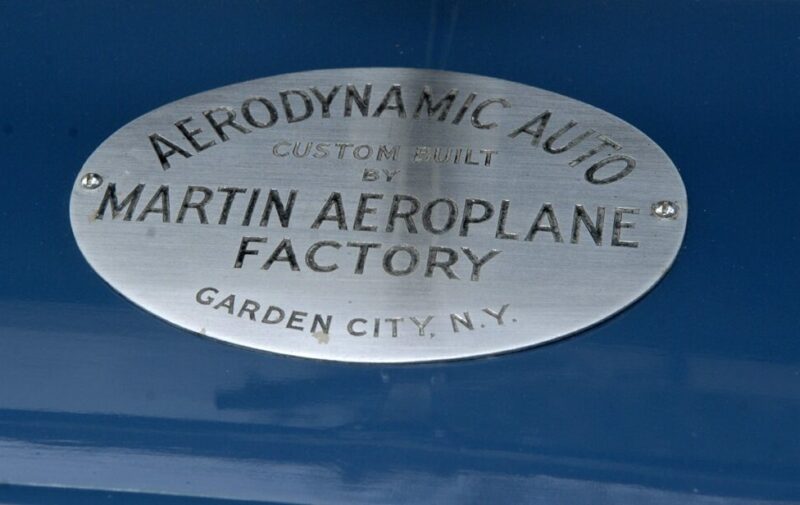 AERODYNAMIC AUTO
CUSTOM BUILT
BY
MARTIN AEROPLANE
FACTORY
GARDEN CITY, N.Y.